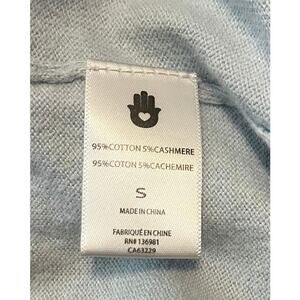 95%COTTON 5%CASHMERE
95%COTON 5%CACHEMIRE
S
MADE IN CHINA
FABRIQUÉ EN CHINE
RN# 136981
CA63229